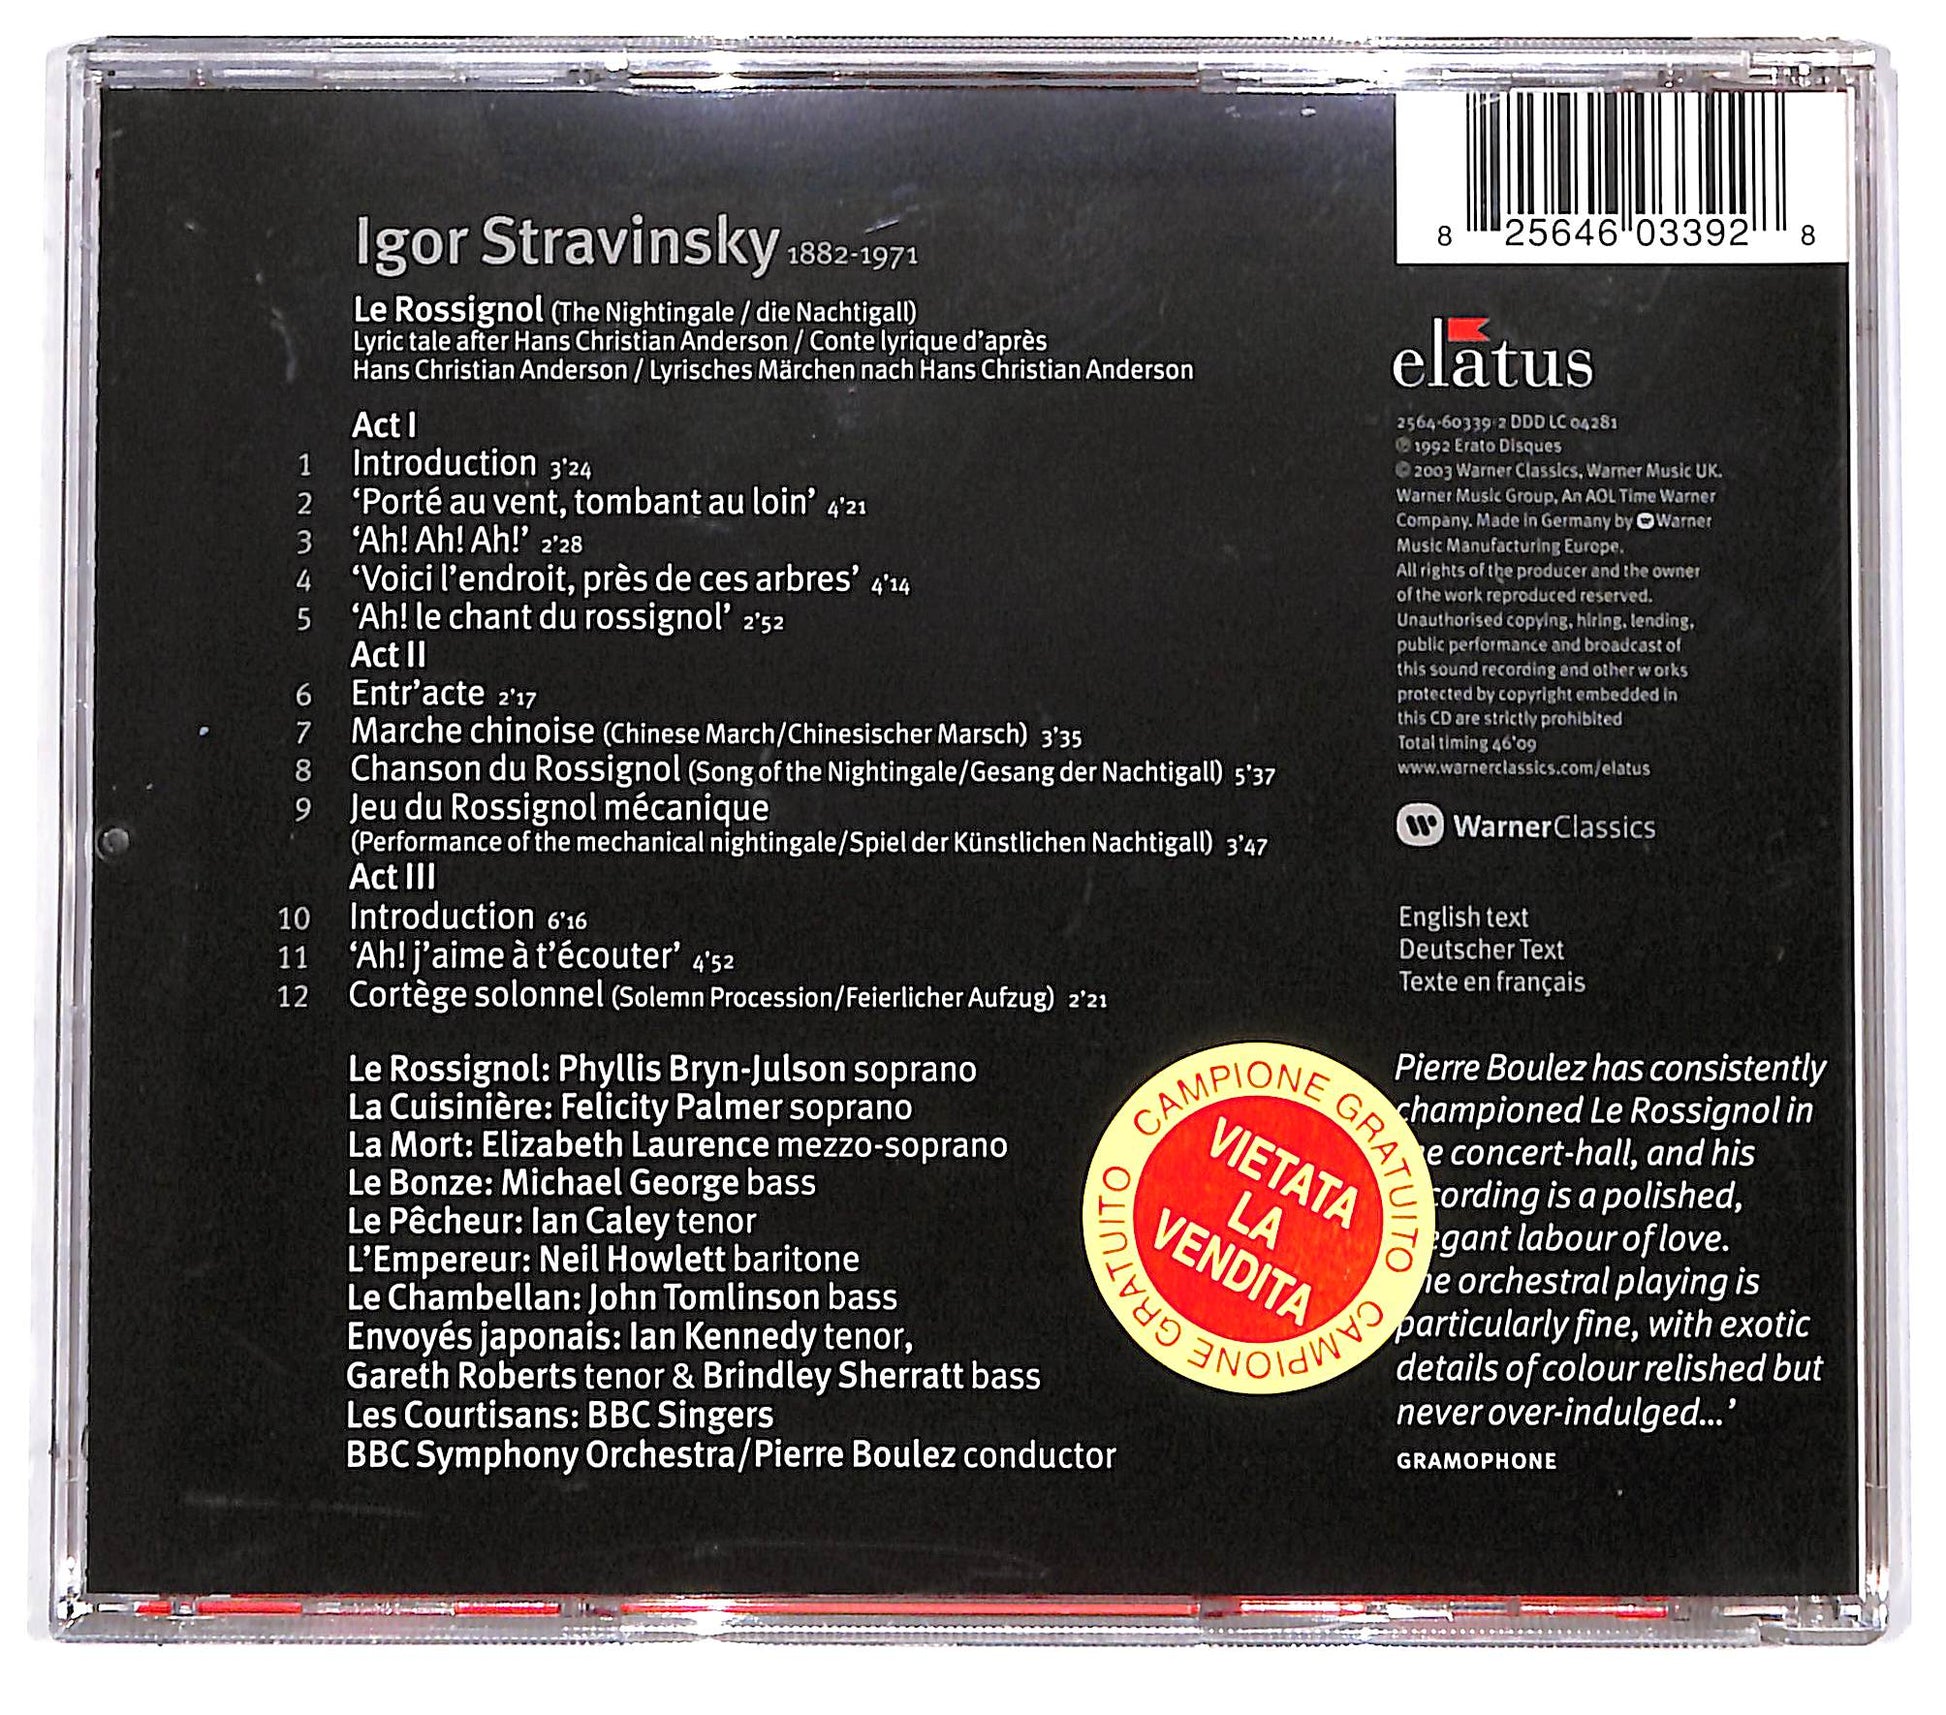 8 25646 03392 8
Igor Stravinsky 1882-1971
Le Rossignol (The Nightingale / die Nachtigall)
Lyric tale after Hans Christian Anderson / Conte lyrique d'après
Hans Christian Anderson / Lyrisches Märchen nach Hans Christian Anderson
Act I
1 Introduction 3'24
2 ‘Porté au vent, tombant au loin’ 4'21
3 ‘Ah! Ah! Ah!’ 2'28
4 ‘Voici l'endroit, près de ces arbres’ 4'14
5 ‘Ah! le chant du rossignol’ 2'52
Act II
6 Entr'acte 2'17
7 Marche chinoise (Chinese March/Chinesischer Marsch) 3'35
8 Chanson du Rossignol (Song of the Nightingale/Gesang der Nachtigall) 5'37
9 Jeu du Rossignol mécanique
(Performance of the mechanical nightingale/Spiel der Künstlichen Nachtigall) 3'47
Act III
10 Introduction 6'16
11 ‘Ah! j'aime à t'écouter’ 4'52
12 Cortège solonnel (Solemn Procession/Feierlicher Aufzug) 2'21
Le Rossignol: Phyllis Bryn-Julson soprano
La Cuisinière: Felicity Palmer soprano
La Mort: Elizabeth Laurence mezzo-soprano
Le Bonze: Michael George bass
Le Pêcheur: Ian Caley tenor
L'Empereur: Neil Howlett baritone
Le Chambellan: John Tomlinson bass
Envoyés japonais: Ian Kennedy tenor,
Gareth Roberts tenor & Brindley Sherratt bass
Les Courtisans: BBC Singers
BBC Symphony Orchestra/Pierre Boulez conductor
elatus
2564-60339-2 DDD LC 04281
℗ 1992 Erato Disques
© 2003 Warner Classics, Warner Music UK.
Warner Music Group, An AOL Time Warner
Company. Made in Germany by Warner
Music Manufacturing Europe.
All rights of the producer and the owner
of the work reproduced reserved.
Unauthorised copying, hiring, lending,
public performance and broadcast of
this sound recording and other w orks
protected by copyright embedded in
this CD are strictly prohibited
Total timing 46'09
www.warnerclassics.com/elatus
WarnerClassics
English text
Deutscher Text
Texte en français
Pierre Boulez has consistently
championed Le Rossignol in
concert-hall, and his
is a polished,
labour of love.
orchestral playing is
particularly fine, with exotic
details of colour relished but
never over-indulged...’
GRAMOPHONE
CAMPIONE GRATUITO
CAMPIONE GRATUITO
VIETATA
LA
VENDITA